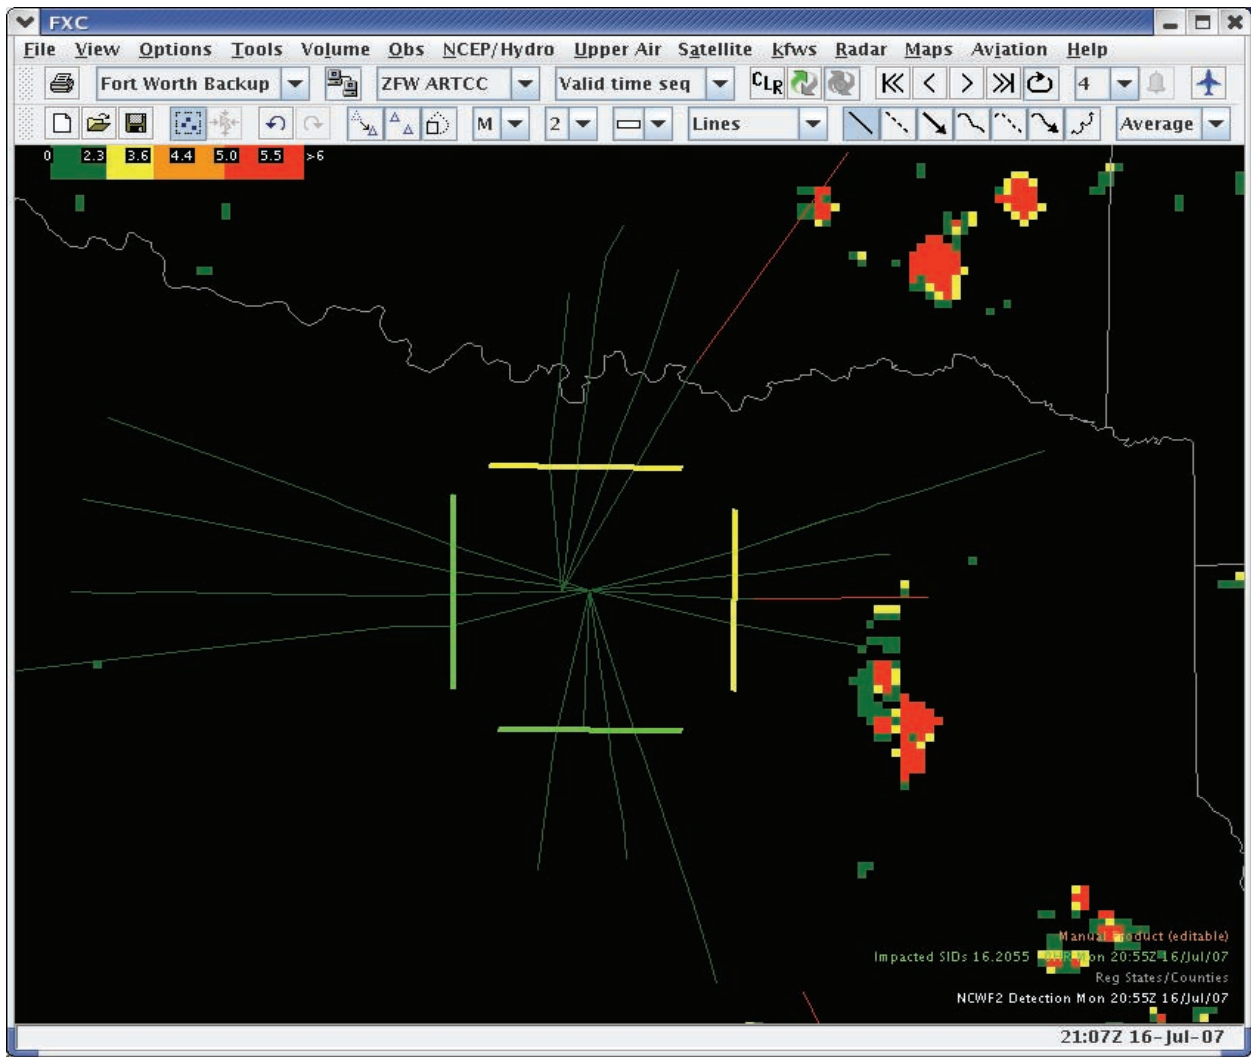 FXC
File View Options Tools Volume Obs NCEP/Hydro Upper Air Satellite kfws Radar Maps Aviation Help
Fort Worth Backup ZFW ARTCC Valid time seq CLR 4
M 2 Lines Average
0 2.3 3.6 4.4 5.0 5.5 >6
Manual Product (editable)
Impacted SIDs 16.2055 0HR Mon 20:55Z 16/Jul/07
Reg States/Counties
NCWF2 Detection Mon 20:55Z 16/Jul/07
21:07Z 16-Jul-07